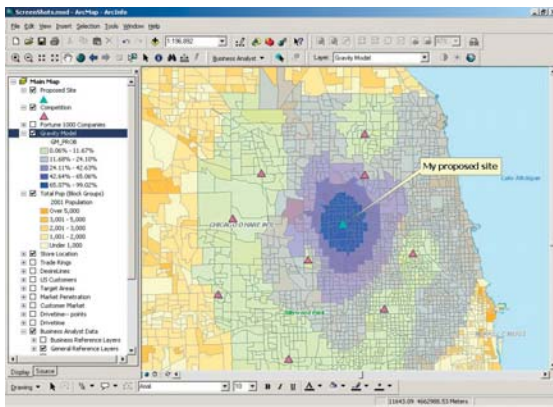 ScreenShots.mxd - ArcMap - ArcInfo
File Edit View Insert Selection Tools Window Help
1:196,892
Business Analyst
Layer: Gravity Model
Main Map
Proposed Site
Competition
Fortune 1000 Companies
Gravity Model
GM_PROB
0.06% - 11.67%
11.68% - 24.10%
24.11% - 42.63%
42.64% - 65.06%
65.07% - 99.02%
Total Pop (Block Groups)
2001 Population
Over 5,000
3,001 - 5,000
2,001 - 3,000
1,001 - 2,000
Under 1,000
Store Location
Trade Rings
DesireLines
US Customers
Target Areas
Market Penetration
Customer Market
Drivetime- points
Drivetime
Business Analyst Data
Business Reference Layers
General Reference Layers
Display Source
My proposed site
Lake Michigan
CHICAGO O HARE INTL
Drawing
Arial
10
B I U
A
11643.09 4662988.53 Meters